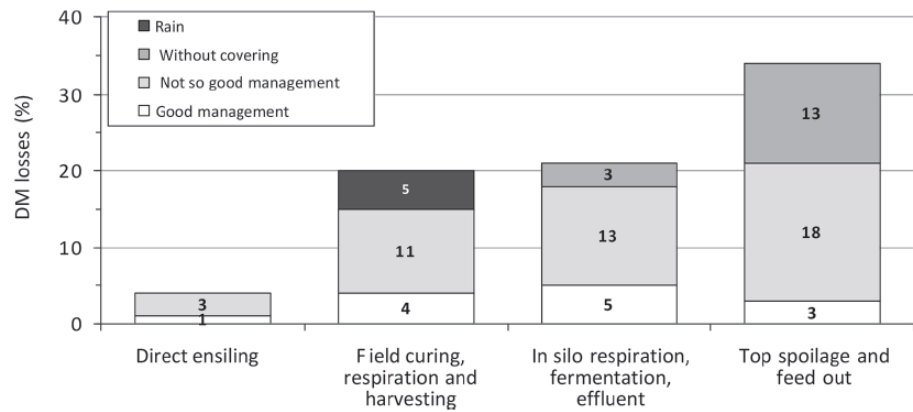 40
30
20
10
0
DM losses (%)
Rain
Without covering
Not so good management
Good management
3
1
5
11
4
3
13
5
13
18
3
Direct ensiling
Field curing,
respiration and
harvesting
In silo respiration,
fermentation,
effluent
Top spoilage and
feed out